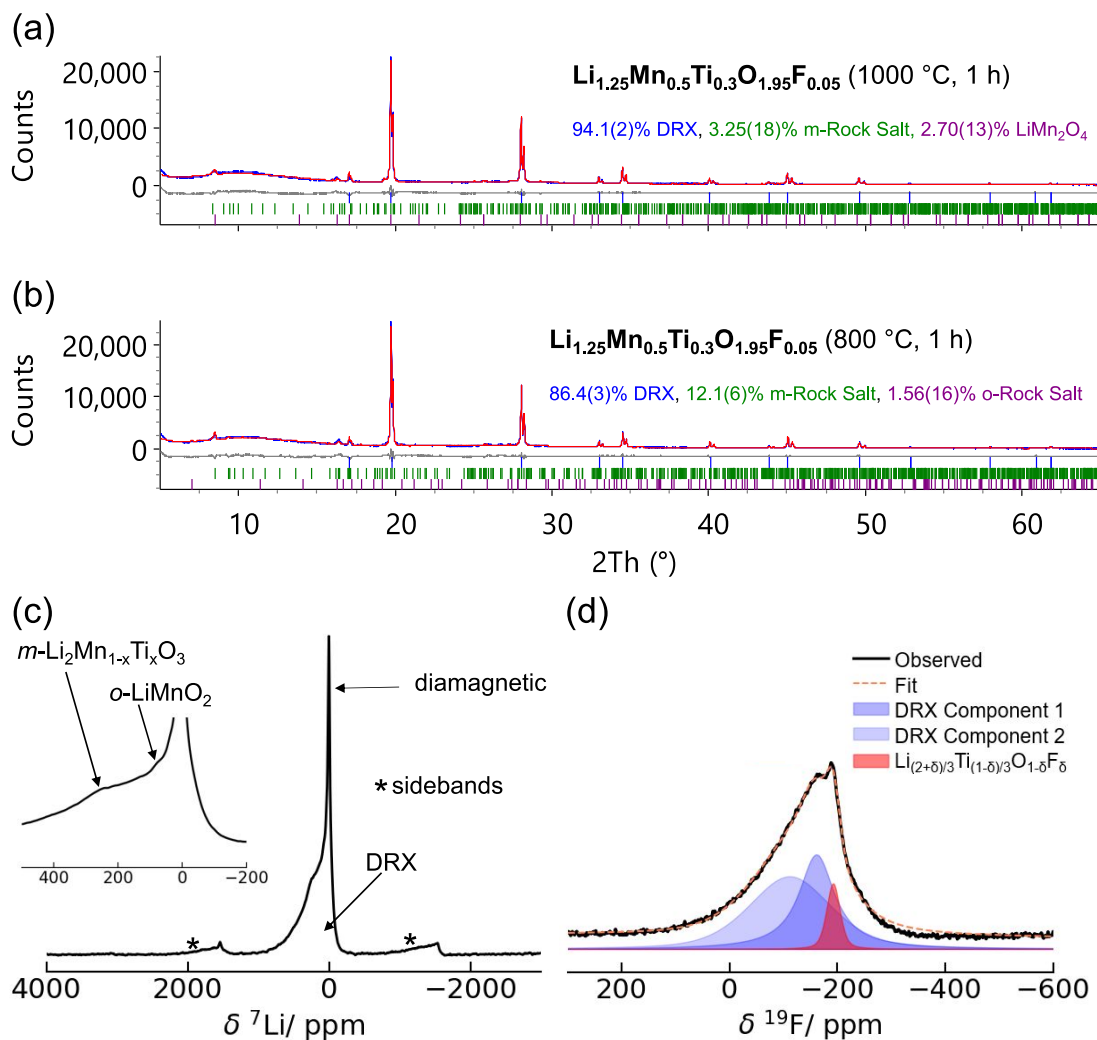 (a)
Counts
20,000
10,000
0
Li1.25Mn0.5Ti0.3O1.95F0.05 (1000 °C, 1 h)
94.1(2)% DRX, 3.25(18)% m-Rock Salt, 2.70(13)% LiMn2O4
(b)
Counts
20,000
10,000
0
Li1.25Mn0.5Ti0.3O1.95F0.05 (800 °C, 1 h)
86.4(3)% DRX, 12.1(6)% m-Rock Salt, 1.56(16)% o-Rock Salt
10 20 30 40 50 60
2Th (°)
(c)
m-Li2Mn1-xTixO3
o-LiMnO2
400 200 0 −200
diamagnetic
* sidebands
DRX
* *
4000 2000 0 −2000
δ 7Li/ ppm
(d)
Observed
Fit
DRX Component 1
DRX Component 2
Li(2+δ)/3Ti(1-δ)/3O1-δFδ
200 0 −200 −400 −600
δ 19F/ ppm